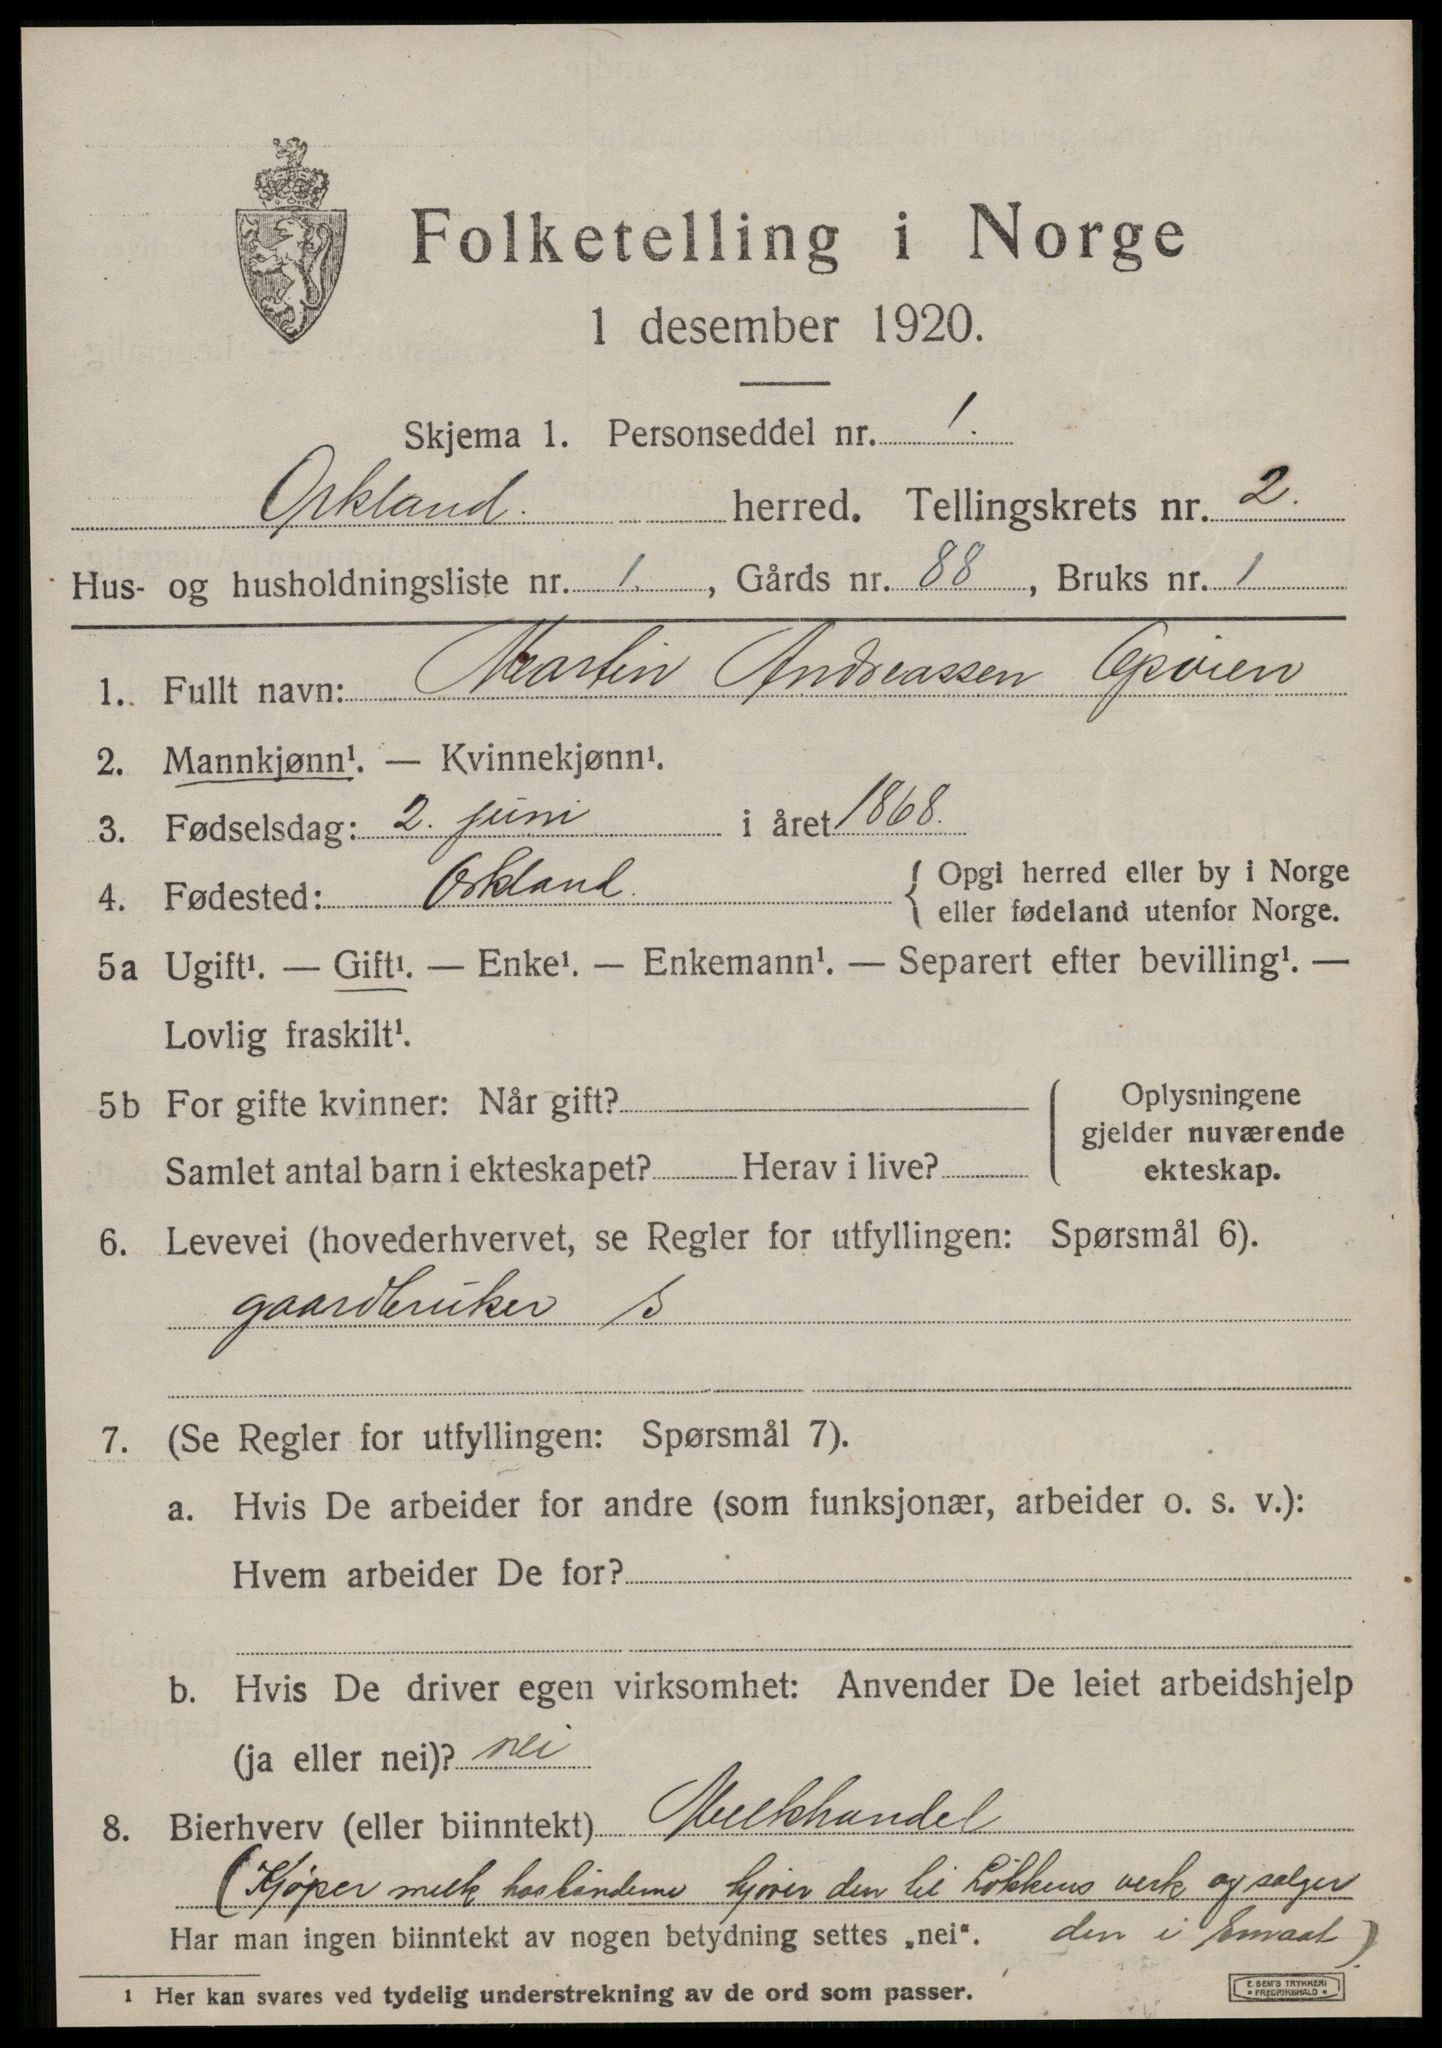 Folketelling i Norge
1 desember 1920.
Skjema 1. Personseddel nr. 1.
Orkland. herred. Tellingskrets nr. 2.
Hus- og husholdningsliste nr. 1. , Gårds nr. 88 , Bruks nr. 1
1. Fullt navn: Martin Andreassen Opøien
2. Mannkjønn¹. — Kvinnekjønn¹.
3. Fødselsdag: 2. juni i året 1868.
4. Fødested: Orkland. { Opgi herred eller by i Norge
eller fødeland utenfor Norge.
5a Ugift¹. — Gift¹. — Enke¹. — Enkemann¹. — Separert efter bevilling¹. —
Lovlig fraskilt¹.
5b For gifte kvinner: Når gift?
Samlet antal barn i ekteskapet? Herav i live?
Oplysningene
gjelder nuværende
ekteskap.
6. Levevei (hovederhvervet, se Regler for utfyllingen: Spørsmål 6).
gaardbruker s
7. (Se Regler for utfyllingen: Spørsmål 7).
a. Hvis De arbeider for andre (som funksjonær, arbeider o. s. v.):
Hvem arbeider De for?
b. Hvis De driver egen virksomhet: Anvender De leiet arbeidshjelp
(ja eller nei)? nei
8. Bierhverv (eller biinntekt) Melkhandel
(Kjøper melk hos bønderne kjører den til Løkkens verk og sælger
Har man ingen biinntekt av nogen betydning settes „nei“. den i smaat)
1 Her kan svares ved tydelig understrekning av de ord som passer.
E. SEM'S TRYKKERI
• FREDRIKSHALD •